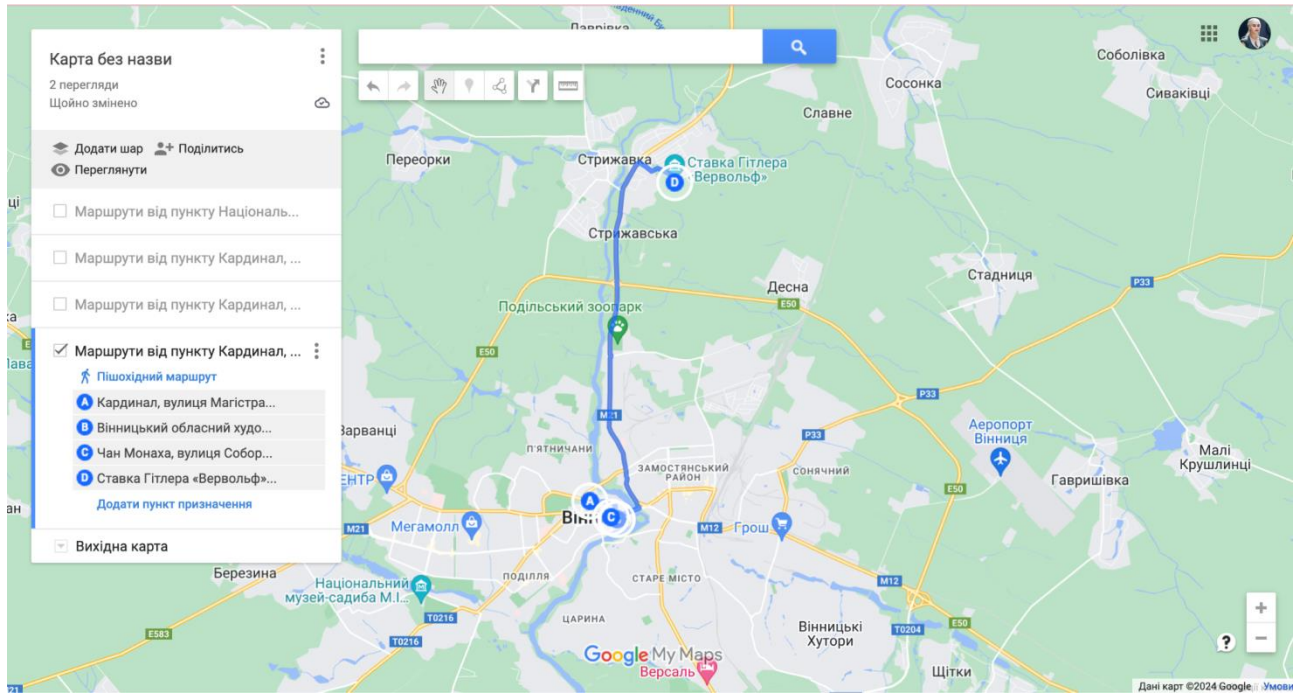 Карта без назви
2 перегляди
Щойно змінено
Додати шар Поділитись
Переглянути
Маршрути від пункту Націоналъ...
Маршрути від пункту Кардинал, ...
Маршрути від пункту Кардинал, ...
Маршрути від пункту Кардинал, ...
Пішохідний маршрут
A Кардинал, вулиця Магістра...
B Вінницький обласний худо...
C Чан Монаха, вулиця Собор...
D Ставка Гітлера «Вервольф»...
Додати пункт призначення
Вихідна карта
Лаврівка
Соболівка
Сиваківці
Сосонка
Славне
Переорки
Стрижавка
Ставка Гітлера
«Вервольф»
D
Стрижавська
Стадниця
P33
Десна
E50
Подільський зоопарк
E50
M21
P33
Аеропорт
Вінниця
Варванці
П'ЯТНИЧАНИ
P33
Малі
Крушлинці
ЗАМОСТЯНСЬКИЙ
РАЙОН
СОНЯЧНИЙ
E50
Гавришівка
A
C
Мегамолл
M21
M12
Грош
Березина
ПОДІЛЛЯ
СТАРЕ МІСТО
M12
Національний
музей-садиба М.І...
T0216
ЦАРИНА
Вінницькі
Хутори
T0204
E50
E583
T0216
Google My Maps
Версаль
Щітки
+
?
−
Дані карт ©2024 Google
Умови